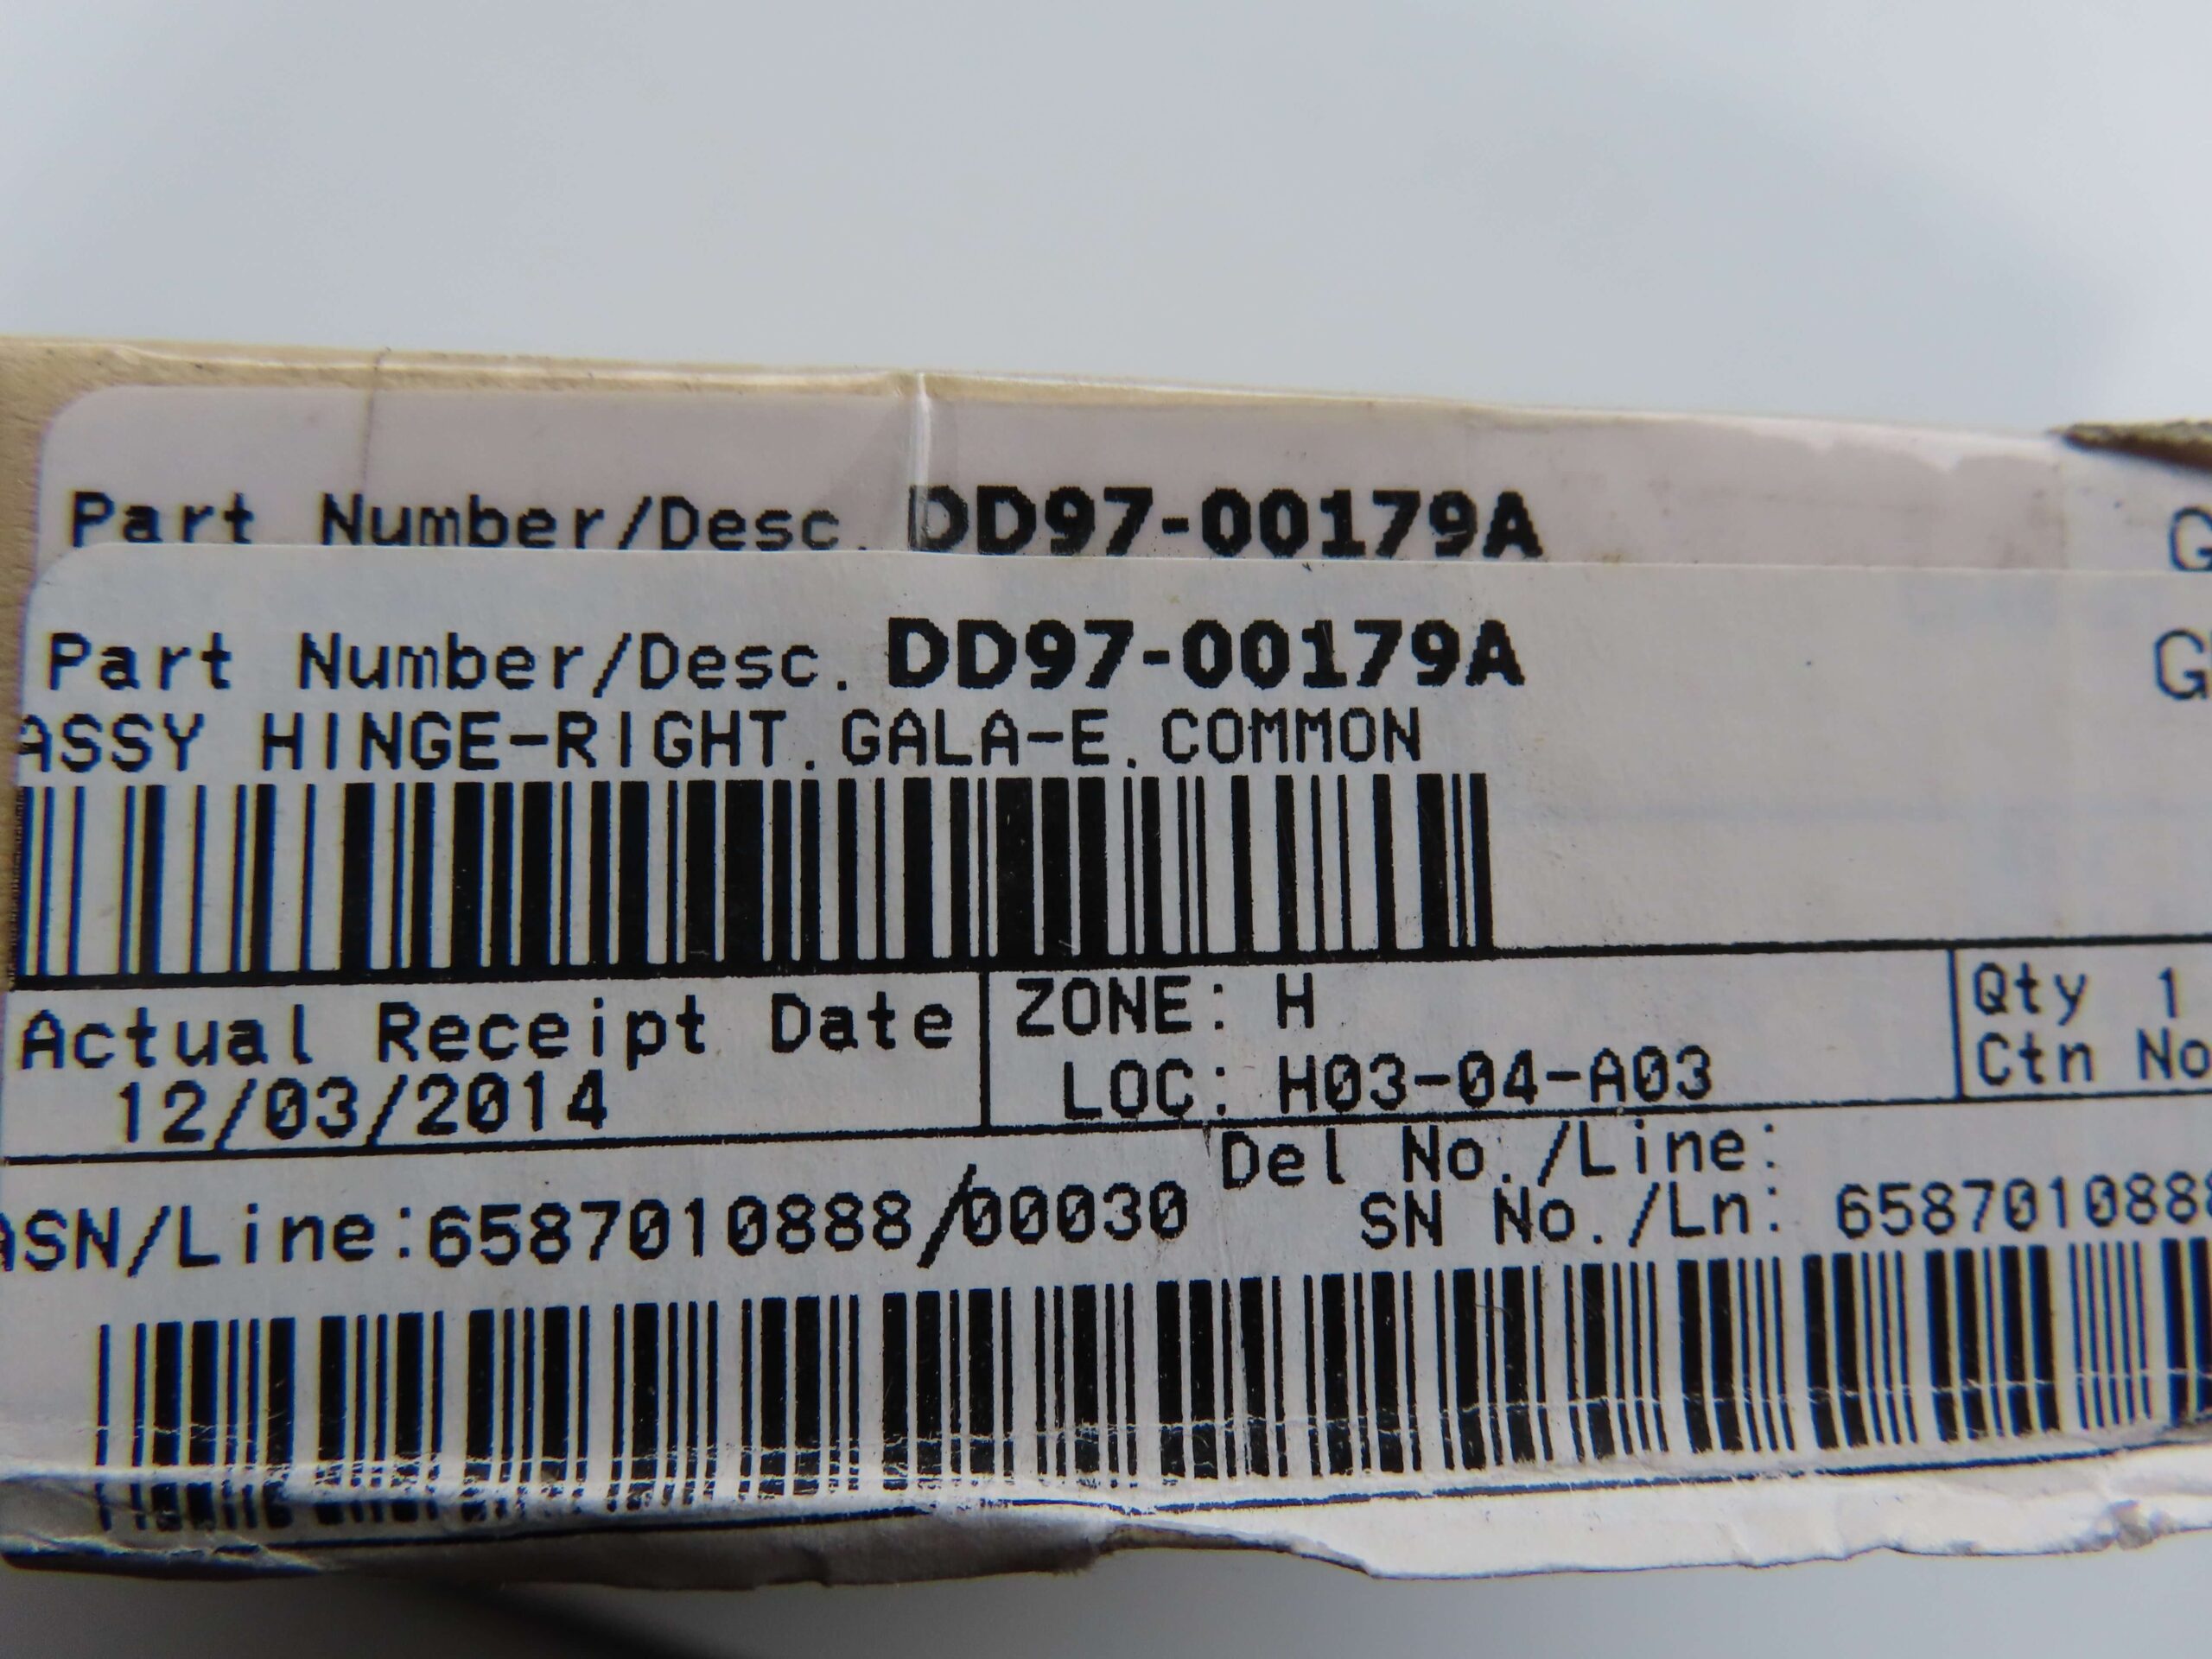 Part Number/Desc. DD97-00179A G
Part Number/Desc. DD97-00179A G
ASSY HINGE-RIGHT.GALA-E.COMMON
Actual Receipt Date
12/03/2014
ZONE: H
LOC: H03-04-A03
Qty 1
Ctn No
Del No./Line:
ASN/Line:6587010888/00030
SN No./Ln: 6587010888